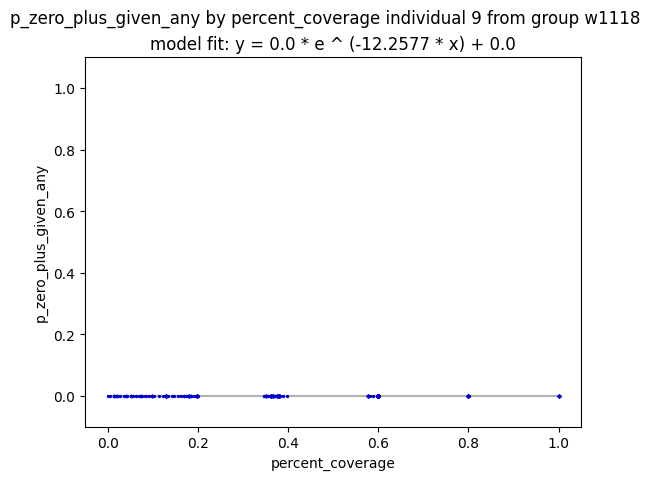 p_zero_plus_given_any by percent_coverage individual 9 from group w1118
model fit: y = 0.0 * e ^ (-12.2577 * x) + 0.0
p_zero_plus_given_any
1.0
0.8
0.6
0.4
0.2
0.0
0.0 0.2 0.4 0.6 0.8 1.0
percent_coverage